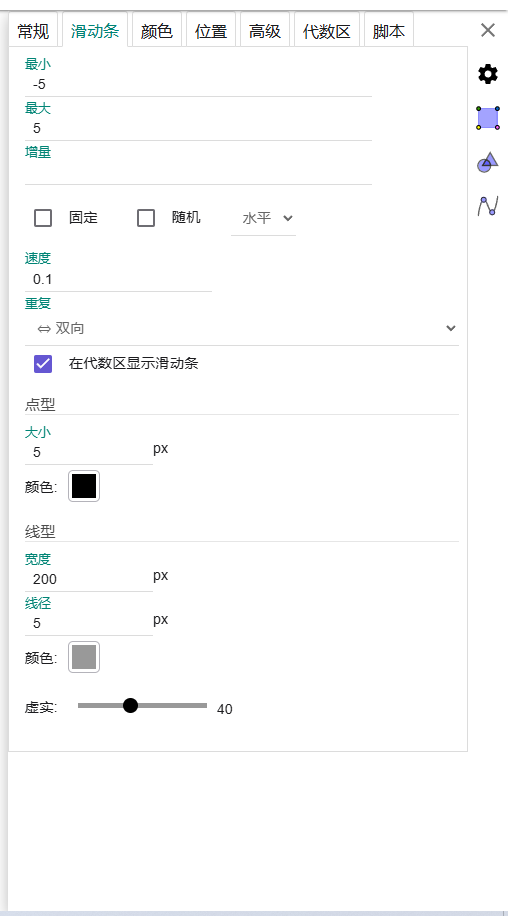 常规 滑动条 颜色 位置 高级 代数区 脚本
最小
-5
最大
5
增量
固定 随机 水平
速度
0.1
重复
⇔ 双向
在代数区显示滑动条
点型
大小
5 px
颜色:
线型
宽度
200 px
线径
5 px
颜色:
虚实: 40